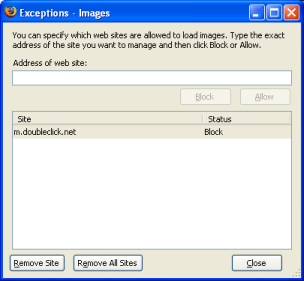 Exceptions - Images
You can specify which web sites are allowed to load images. Type the exact
address of the site you want to manage and then click Block or Allow.
Address of web site:
Block Allow
Site Status
m.doubleclick.net Block
Remove Site Remove All Sites Close